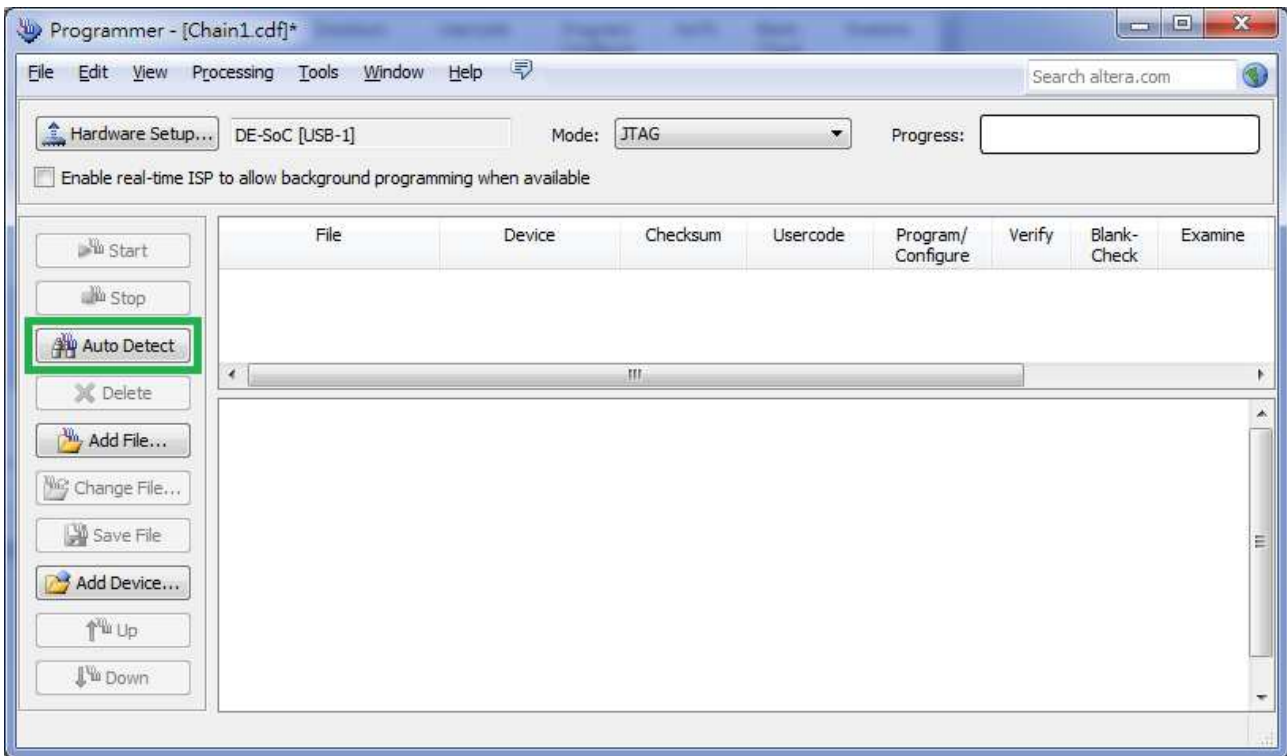 Programmer - [Chain1.cdf]*
File Edit View Processing Tools Window Help Search altera.com
Hardware Setup... DE-SoC [USB-1] Mode: JTAG Progress:
Enable real-time ISP to allow background programming when available
File Device Checksum Usercode Program/ Verify Blank- Examine
Configure Check
Start
Stop
Auto Detect
Delete
Add File...
Change File...
Save File
Add Device...
Up
Down